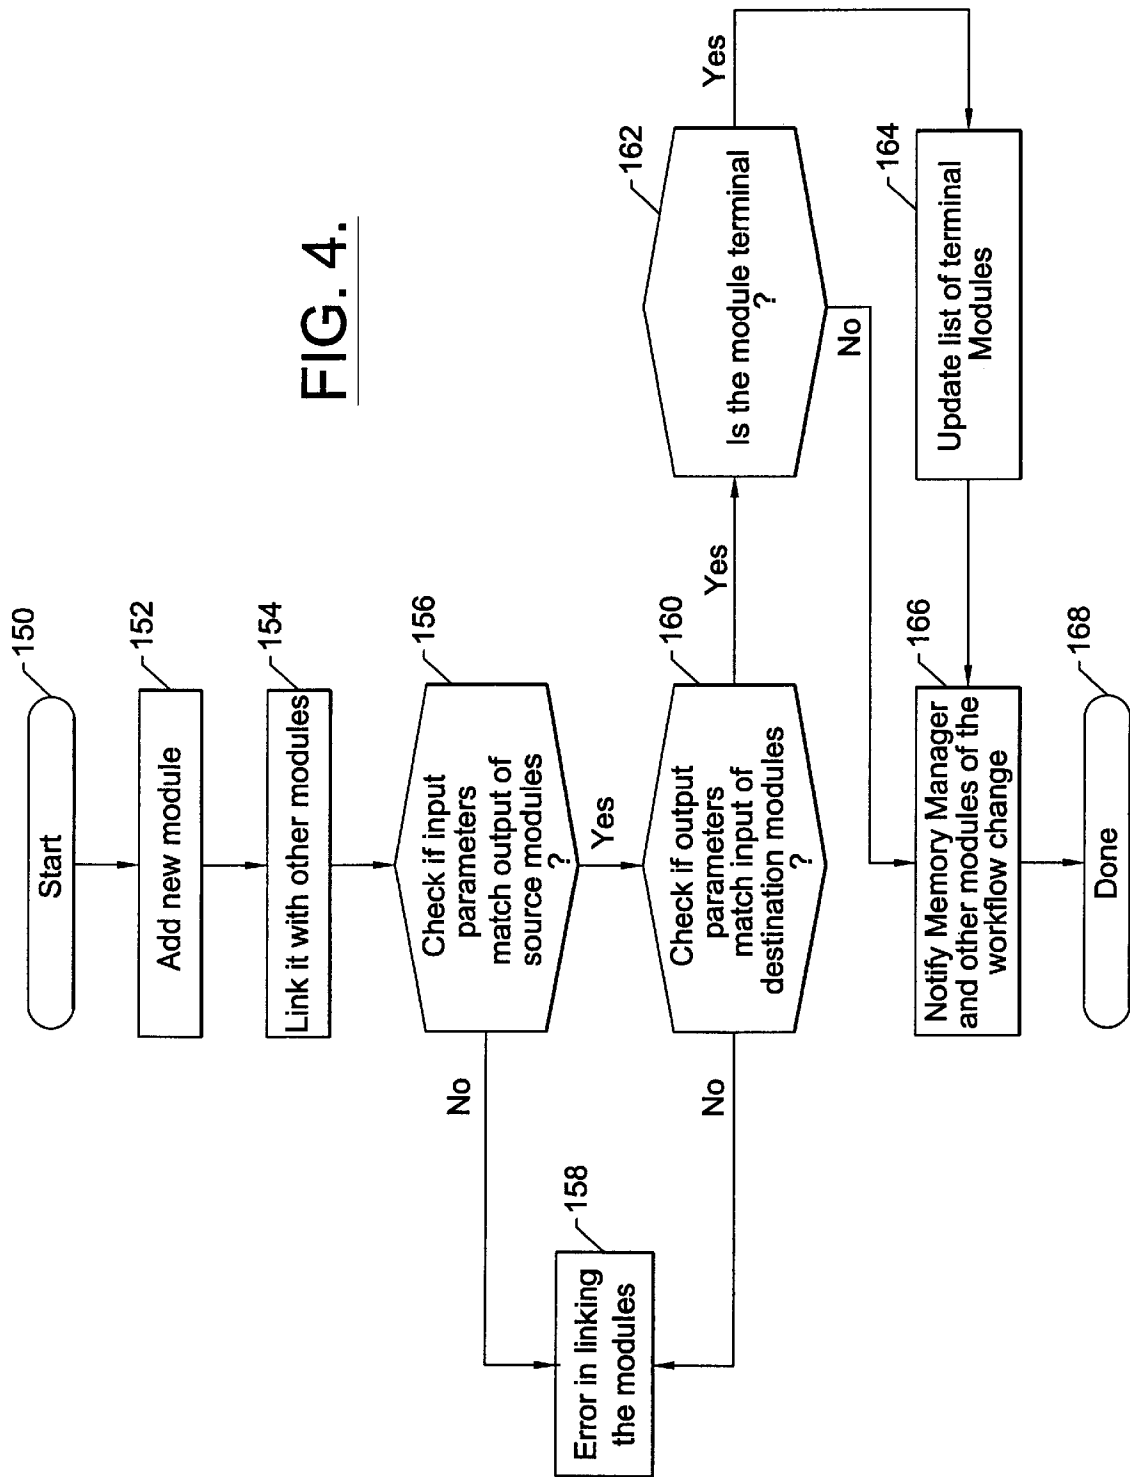 FIG. 4.
Start
150
Add new module
152
Link it with other modules
154
Check if input
parameters
match output of
source modules
?
156
No
Yes
Error in linking
the modules
158
Check if output
parameters
match input of
destination modules
?
160
No
Yes
Is the module terminal
?
162
Yes
No
Update list of terminal
Modules
164
Notify Memory Manager
and other modules of the
workflow change
166
Done
168